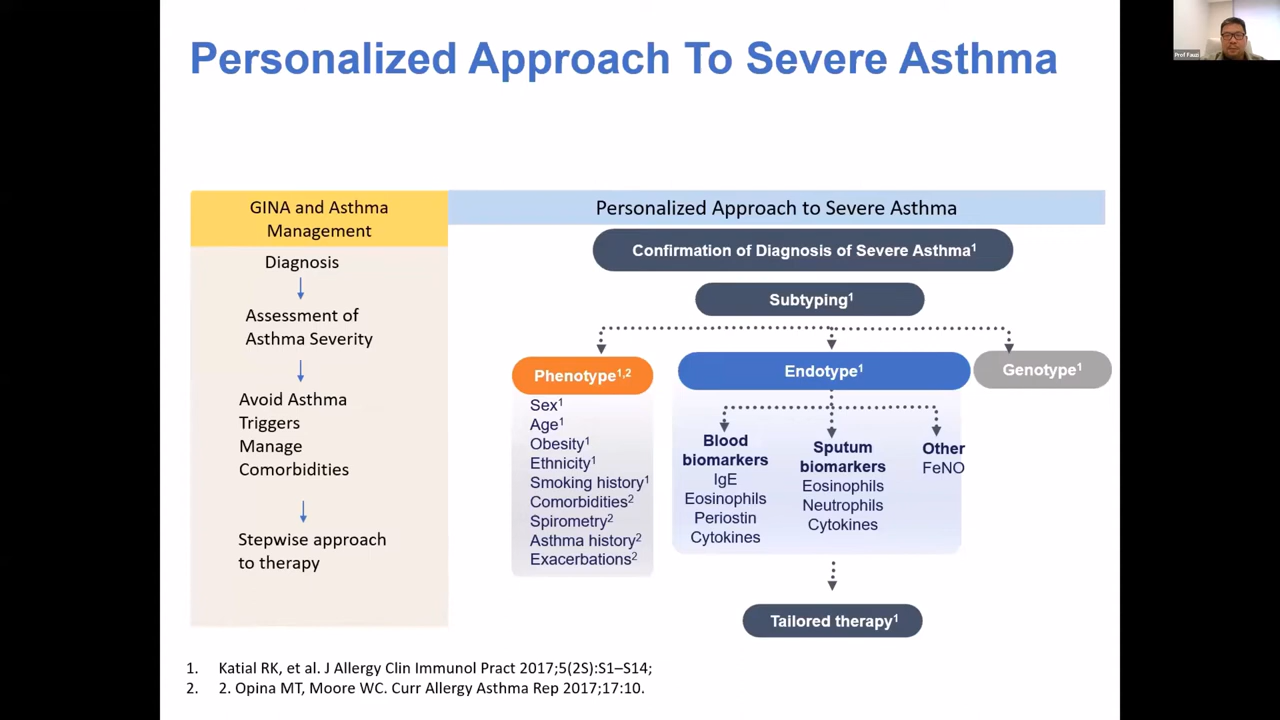 Personalized Approach To Severe Asthma
Prof Fauzi
GINA and Asthma
Management
Diagnosis
Assessment of
Asthma Severity
Avoid Asthma
Triggers
Manage
Comorbidities
Stepwise approach
to therapy
Personalized Approach to Severe Asthma
Confirmation of Diagnosis of Severe Asthma¹
Subtyping¹
Phenotype¹,²
Sex¹
Age¹
Obesity¹
Ethnicity¹
Smoking history¹
Comorbidities²
Spirometry²
Asthma history²
Exacerbations²
Endotype¹
Blood
biomarkers
IgE
Eosinophils
Periostin
Cytokines
Sputum
biomarkers
Eosinophils
Neutrophils
Cytokines
Other
FeNO
Genotype¹
Tailored therapy¹
1. Katial RK, et al. J Allergy Clin Immunol Pract 2017;5(2S):S1–S14;
2. 2. Opina MT, Moore WC. Curr Allergy Asthma Rep 2017;17:10.